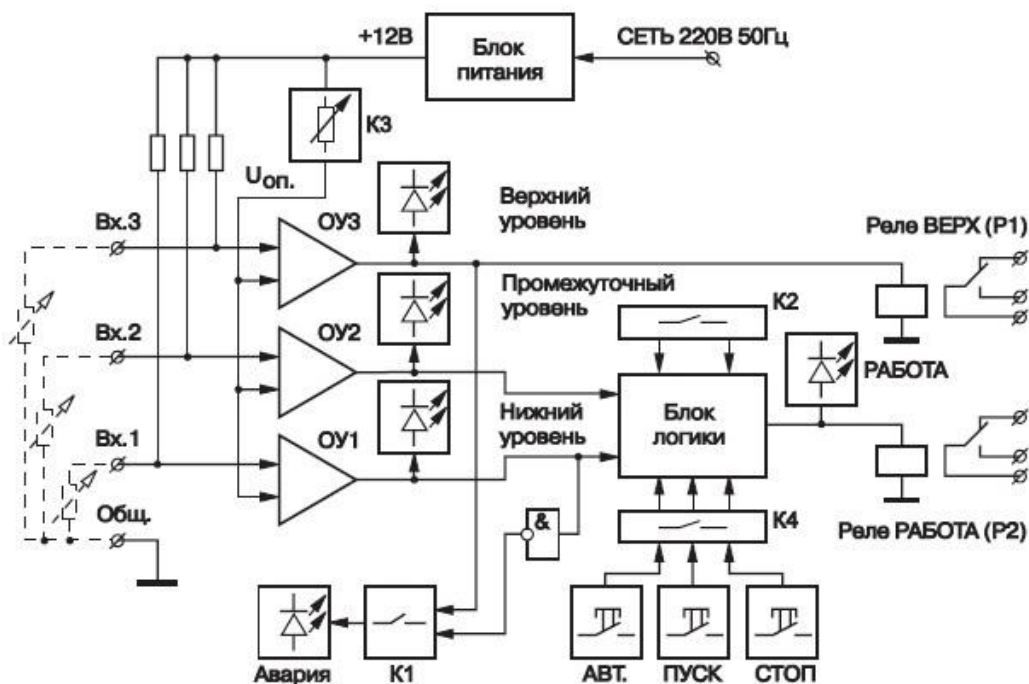 +12В
Блок
питания
СЕТЬ 220В 50Гц
К3
Uоп.
Вх.3
ОУ3
Верхний
уровень
Реле ВЕРХ (Р1)
Промежуточный
уровень
К2
Вх.2
ОУ2
РАБОТА
Блок
логики
Нижний
уровень
Вх.1
ОУ1
Общ.
&
К4
Реле РАБОТА (Р2)
Авария
К1
АВТ.
ПУСК
СТОП